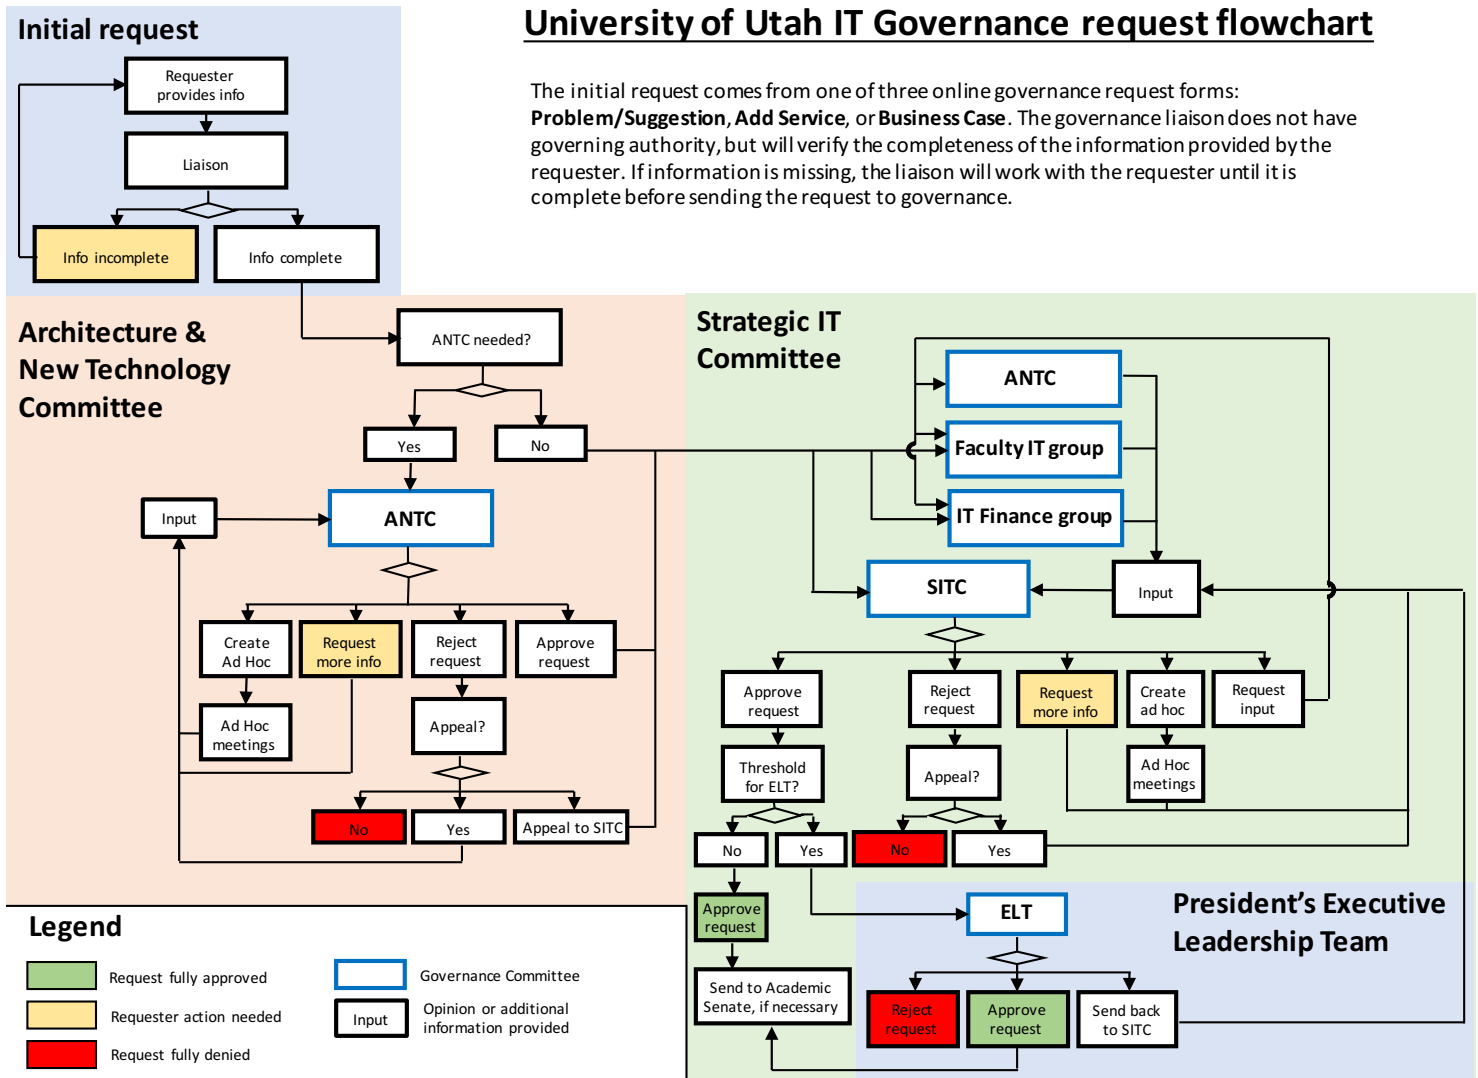 University of Utah IT Governance request flowchart
The initial request comes from one of three online governance request forms:
Problem/Suggestion, Add Service, or Business Case. The governance liaison does not have
governing authority, but will verify the completeness of the information provided by the
requester. If information is missing, the liaison will work with the requester until it is
complete before sending the request to governance.
Initial request
Requester
provides info
Liaison
Info incomplete
Info complete
Architecture &
New Technology
Committee
ANTC needed?
Yes
No
Input
ANTC
Create
Ad Hoc
Request
more info
Reject
request
Approve
request
Ad Hoc
meetings
Appeal?
No
Yes
Appeal to SITC
Strategic IT
Committee
ANTC
Faculty IT group
IT Finance group
SITC
Input
Approve
request
Reject
request
Request
more info
Create
ad hoc
Request
input
Threshold
for ELT?
Appeal?
Ad Hoc
meetings
No
Yes
No
Yes
Approve
request
Send to Academic
Senate, if necessary
President’s Executive
Leadership Team
ELT
Reject
request
Approve
request
Send back
to SITC
Legend
Request fully approved
Requester action needed
Request fully denied
Governance Committee
Input
Opinion or additional
information provided